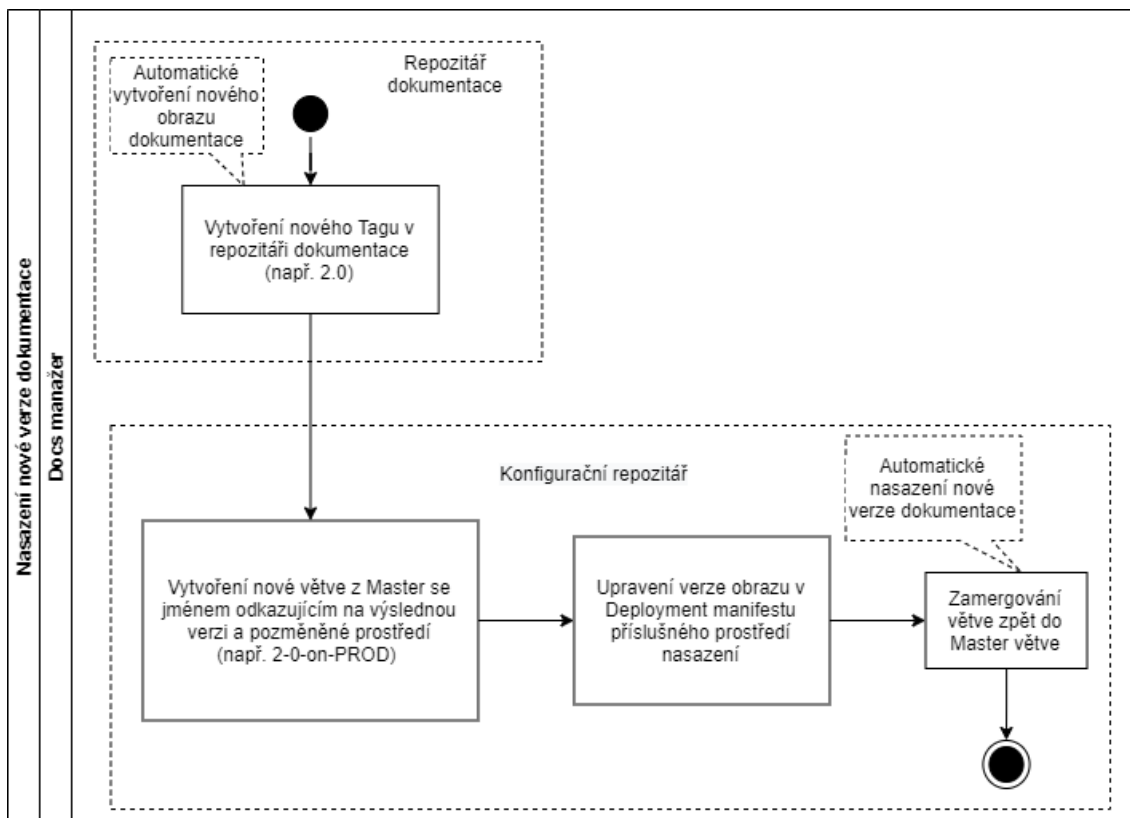 Nasazení nové verze dokumentace
Docs manažer
Repozitář
dokumentace
Automatické
vytvoření nového
obrazu
dokumentace
Vytvoření nového Tagu v
repozitáři dokumentace
(např. 2.0)
Konfigurační repozitář
Automatické
nasazení nové
verze dokumentace
Vytvoření nové větve z Master se
jménem odkazujícím na výslednou
verzi a pozměněné prostředí
(např. 2-0-on-PROD)
Upravení verze obrazu v
Deployment manifestu
příslušného prostředí
nasazení
Zamergování
větve zpět do
Master větve